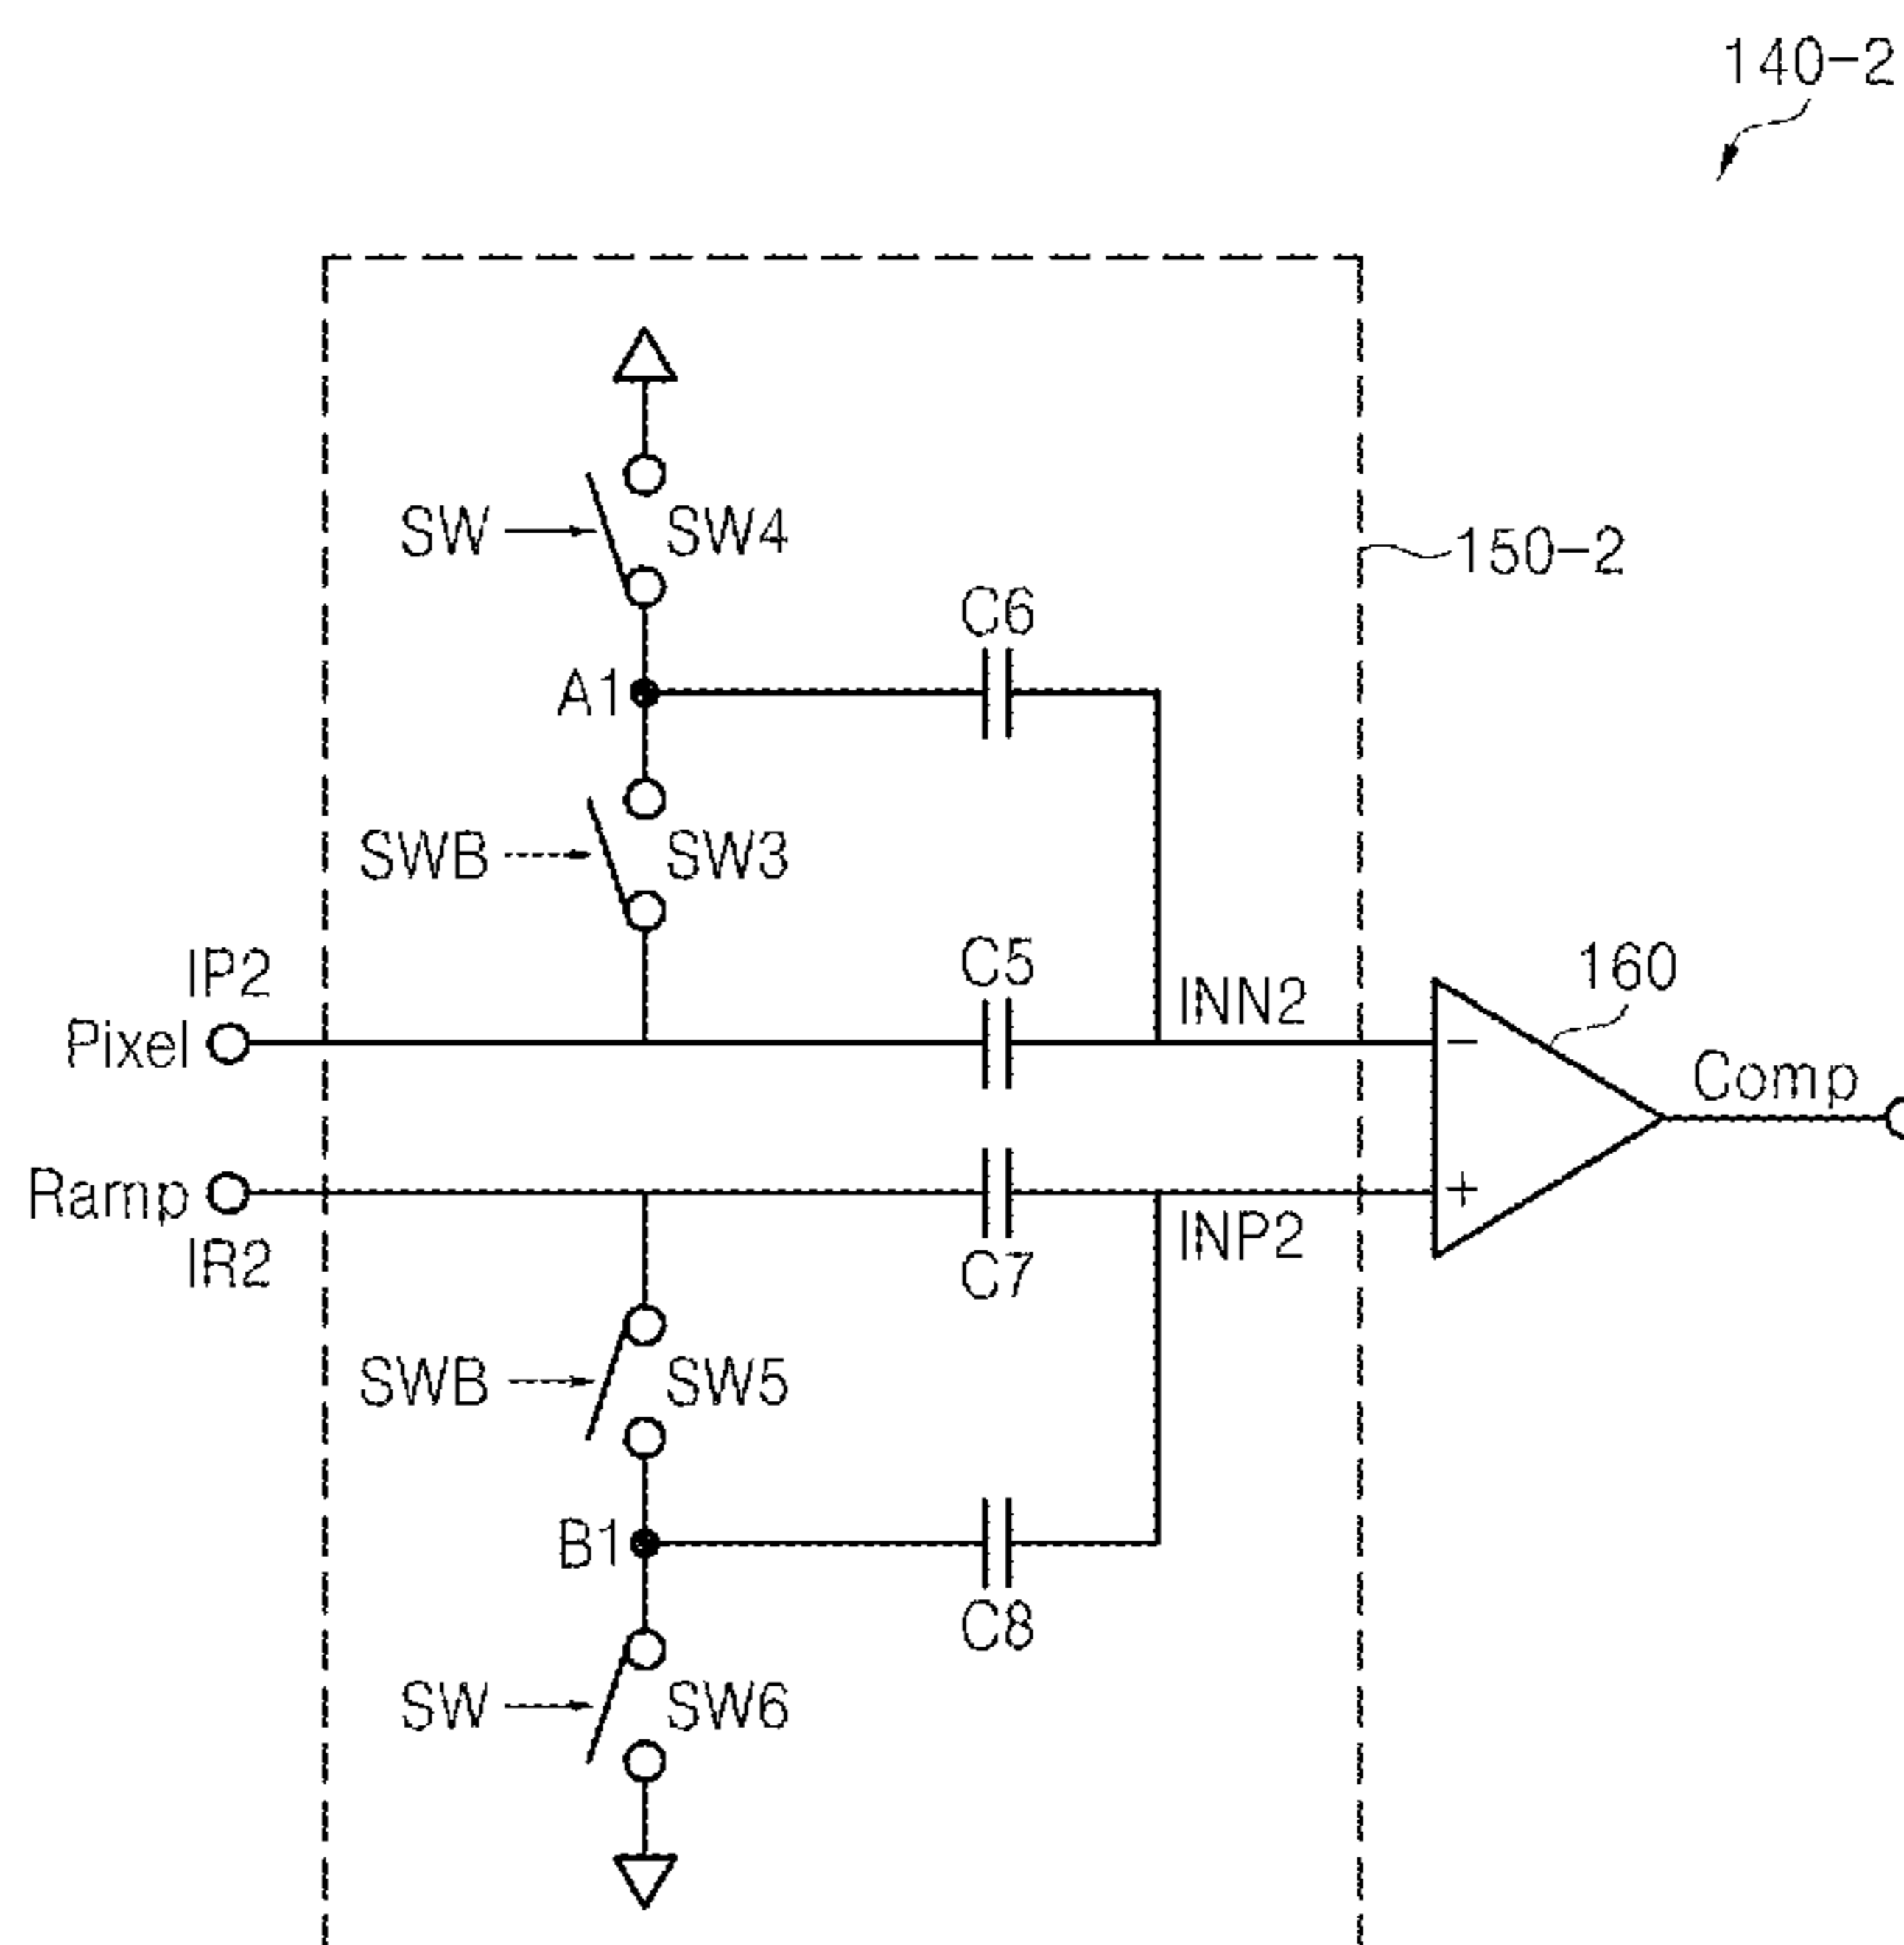 140-2
SW
SW4
150-2
C6
A1
SWB
SW3
IP2
C5
INN2
160
Pixel
−
Comp
Ramp
+
IR2
C7
INP2
SWB
SW5
B1
C8
SW
SW6